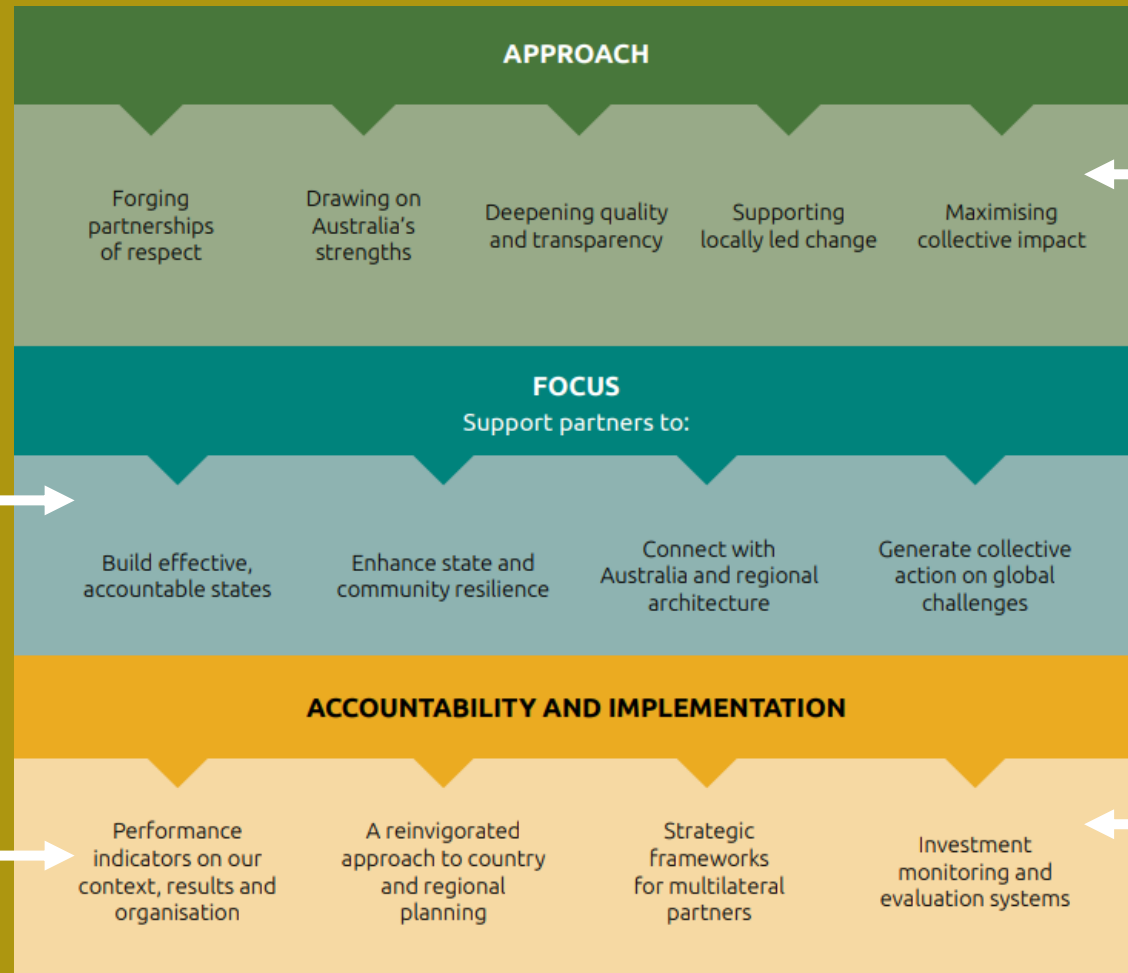 APPROACH
Forging
partnerships
of respect
Drawing on
Australia's
strengths
Deepening quality
and transparency
Supporting
locally led change
Maximising
collective impact
FOCUS
Support partners to:
Build effective,
accountable states
Enhance state and
community resilience
Connect with
Australia and regional
architecture
Generate collective
action on global
challenges
ACCOUNTABILITY AND IMPLEMENTATION
Performance
indicators on our
context, results and
organisation
A reinvigorated
approach to country
and regional
planning
Strategic
frameworks
for multilateral
partners
Investment
monitoring and
evaluation systems